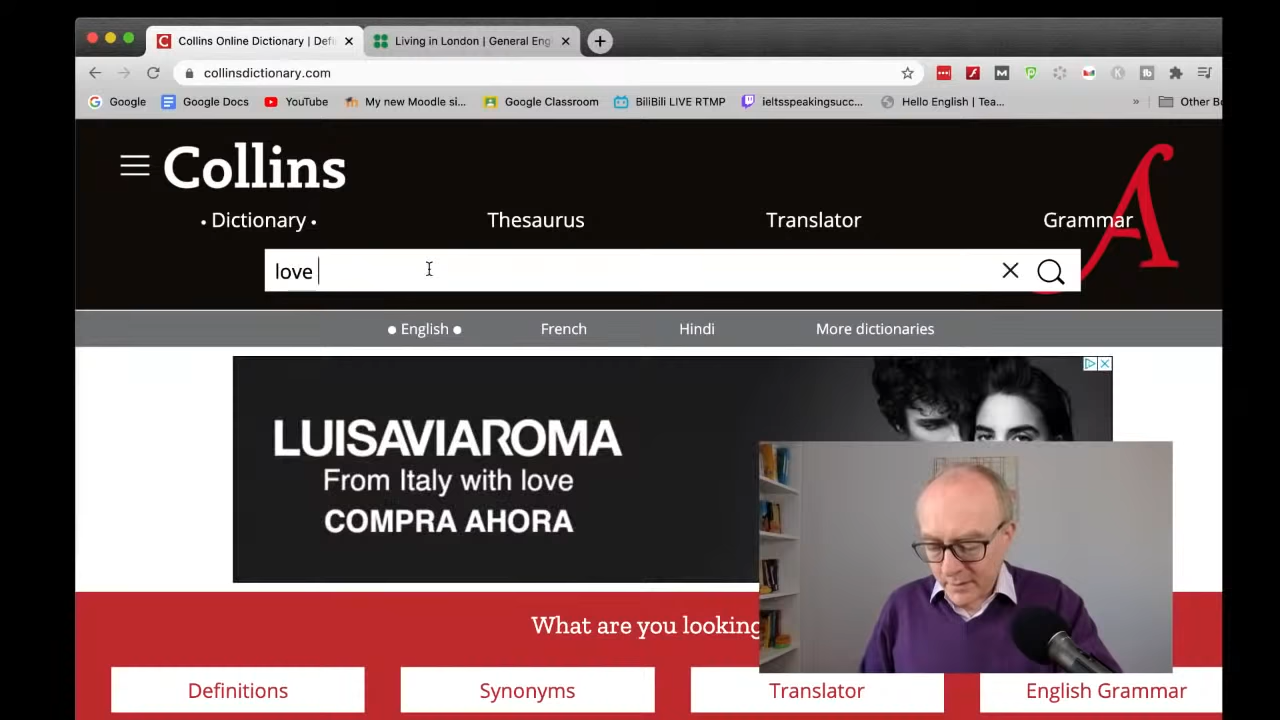 Collins Online Dictionary | Defi
Living in London | General Eng
collinsdictionary.com
Google Google Docs YouTube My new Moodle si... Google Classroom BiliBili LIVE RTMP ieltsspeakingsucc... Hello English | Tea... » Other Bo
Collins
• Dictionary • Thesaurus Translator Grammar
love
● English ● French Hindi More dictionaries
LUISAVIAROMA
From Italy with love
COMPRA AHORA
What are you looking
Definitions Synonyms Translator English Grammar